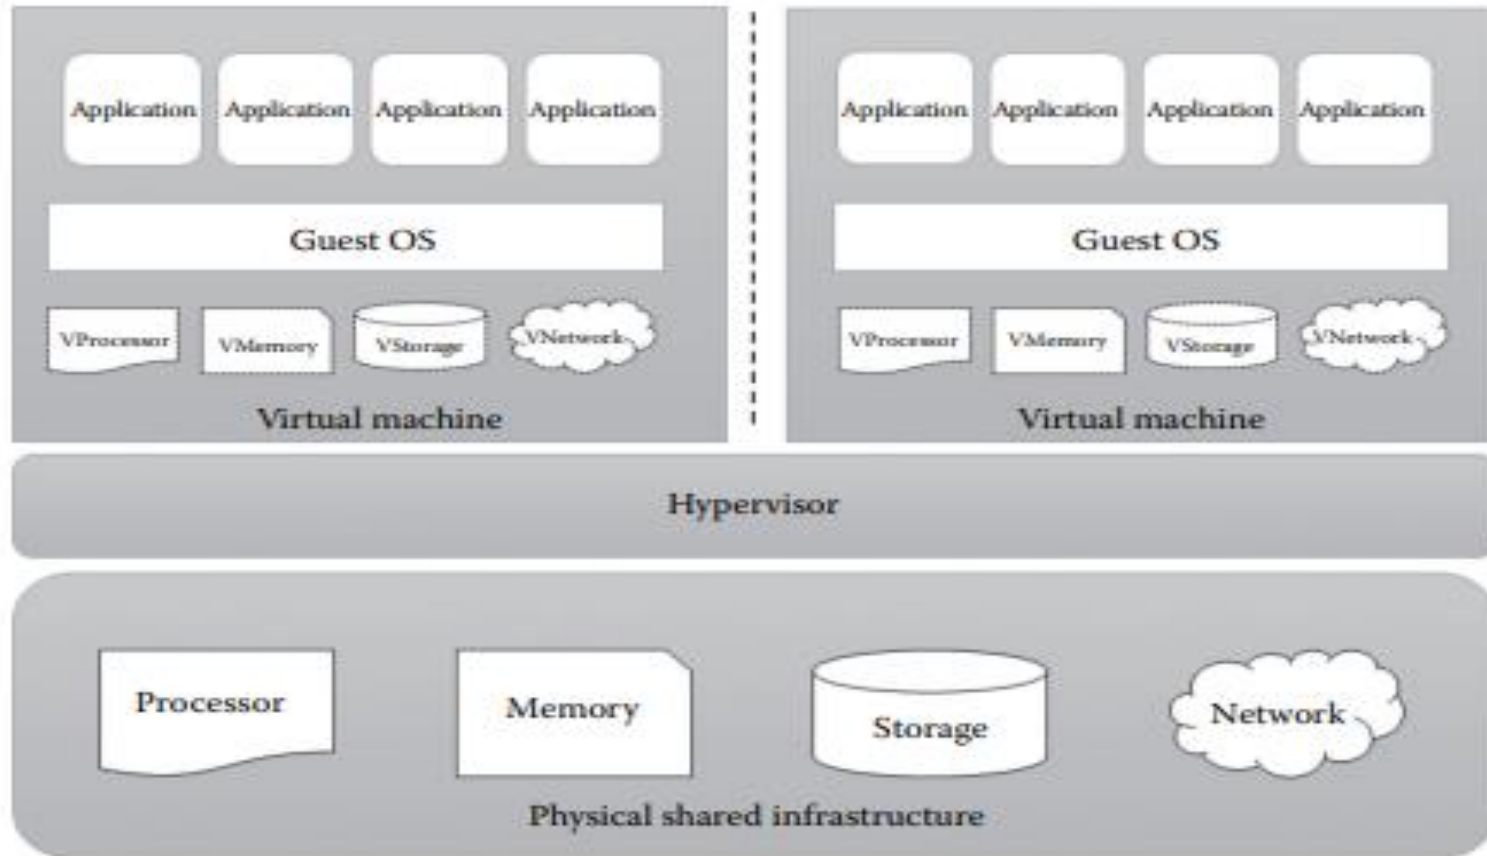 Application Application Application Application
Application Application Application Application
Guest OS
Guest OS
VProcessor VMemory VStorage VNetwork
VProcessor VMemory VStorage VNetwork
Virtual machine
Virtual machine
Hypervisor
Processor Memory Storage Network
Physical shared infrastructure